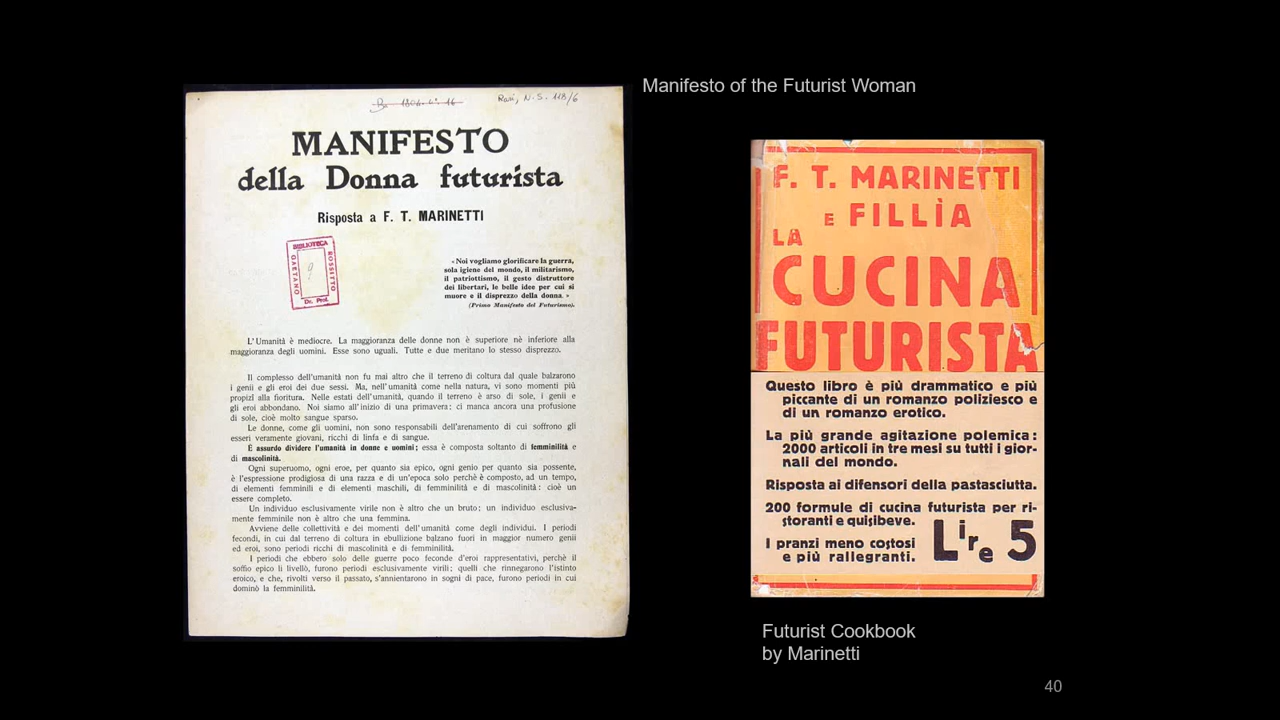 Manifesto of the Futurist Woman
Rari, N. S. 118/6
MANIFESTO
della Donna futurista
Risposta a F. T. MARINETTI
BIBLIOTECA
GAETANO
ROSSITTO
Dr. Prof.
« Noi vogliamo glorificare la guerra,
sola igiene del mondo, il militarismo,
il patriottismo, il gesto distruttore
dei libertari, le belle idee per cui si
muore e il disprezzo della donna. »
(Primo Manifesto del Futurismo).
L'Umanità è mediocre. La maggioranza delle donne non è superiore nè inferiore alla
maggioranza degli uomini. Esse sono uguali. Tutte e due meritano lo stesso disprezzo.
Il complesso dell'umanità non fu mai altro che il terreno di coltura dal quale balzarono
i genii e gli eroi dei due sessi. Ma, nell'umanità come nella natura, vi sono momenti più
propizî alla fioritura. Nelle estati dell'umanità, quando il terreno è arso di sole, i genii e
gli eroi abbondano. Noi siamo all'inizio di una primavera: ci manca ancora una profusione
di sole, cioè molto sangue sparso.
Le donne, come gli uomini, non sono responsabili dell'arenamento di cui soffrono gli
esseri veramente giovani, ricchi di linfa e di sangue.
È assurdo dividere l'umanità in donne e uomini; essa è composta soltanto di femminilità e
di mascolinità.
Ogni superuomo, ogni eroe, per quanto sia epico, ogni genio per quanto sia possente,
è l'espressione prodigiosa di una razza e di un'epoca solo perchè è composto, ad un tempo,
di elementi femminili e di elementi maschili, di femminilità e di mascolinità: cioè un
essere completo.
Un individuo esclusivamente virile non è altro che un bruto; un individuo esclusiva-
mente femminile non è altro che una femmina.
Avviene delle collettività e dei momenti dell'umanità come degli individui. I periodi
fecondi, in cui dal terreno di coltura in ebullizione balzano fuori in maggior numero genii
ed eroi, sono periodi ricchi di mascolinità e di femminilità.
I periodi che ebbero solo delle guerre poco feconde d'eroi rappresentativi, perchè il
soffio epico li livellò, furono periodi esclusivamente virili; quelli che rinnegarono l'istinto
eroico, e che, rivolti verso il passato, s'annientarono in sogni di pace, furono periodi in cui
dominò la femminilità.
F. T. MARINETTI
E FILLÌA
LA
CUCINA
FUTURISTA
Questo libro è più drammatico e più
piccante di un romanzo poliziesco e
di un romanzo erotico.
La più grande agitazione polemica:
2000 articoli in tre mesi su tutti i gior-
nali del mondo.
Risposta ai difensori della pastasciutta.
200 formule di cucina futurista per ri-
storanti e quisibeve.
I pranzi meno costosi
e più rallegranti.
Lire 5
Futurist Cookbook
by Marinetti
40